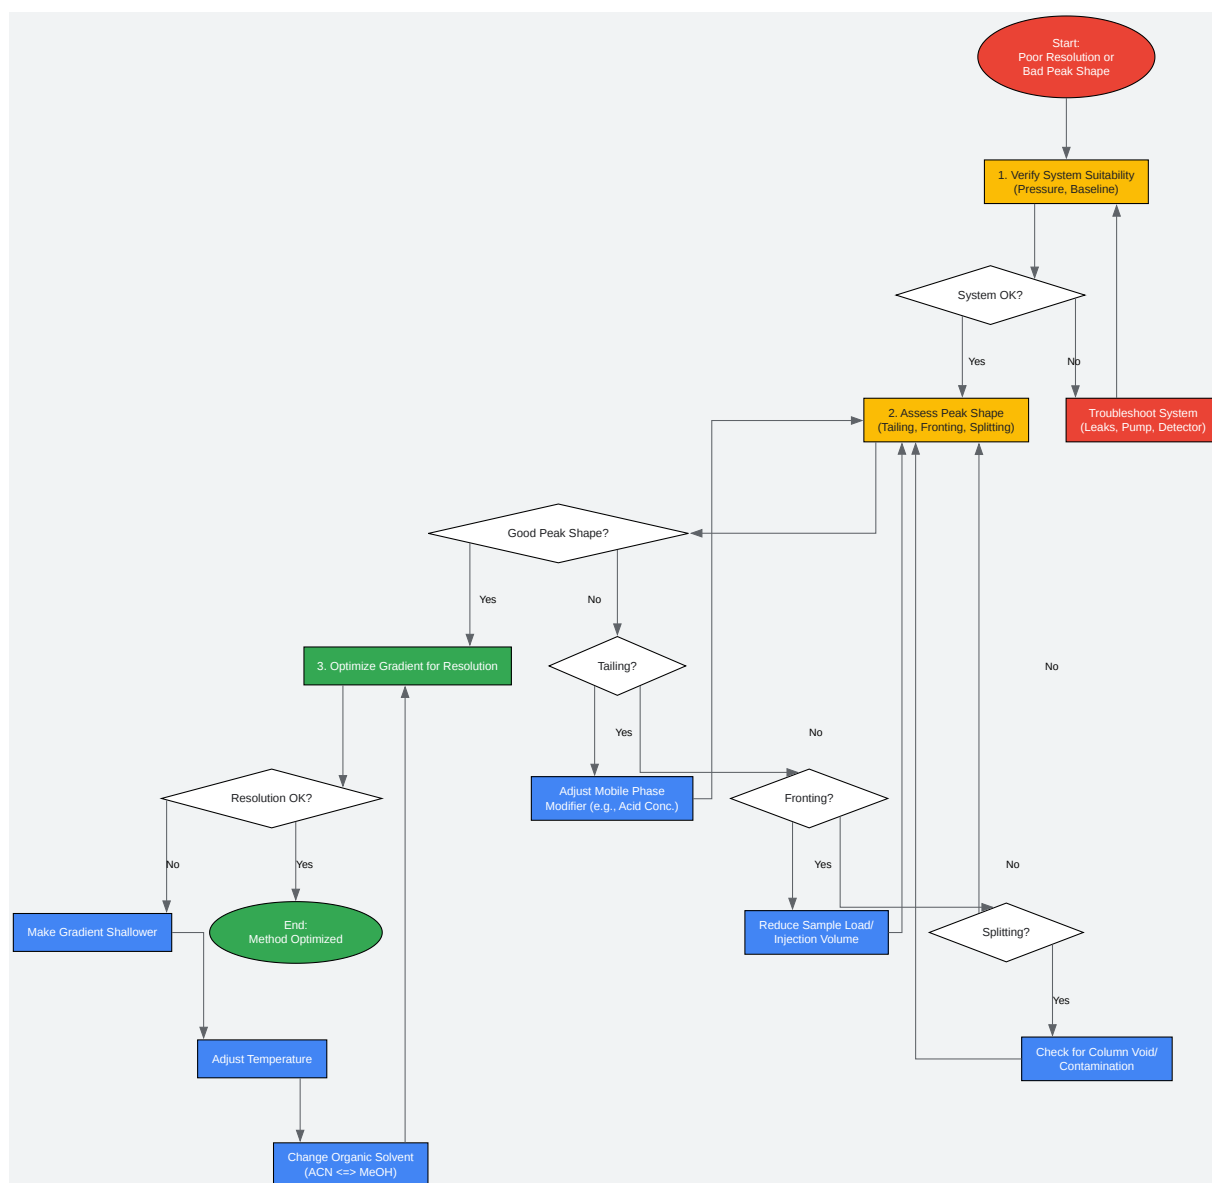 Start:
Poor Resolution or
Bad Peak Shape
1. Verify System Suitability
(Pressure, Baseline)
System OK?
Yes
No
2. Assess Peak Shape
(Tailing, Fronting, Splitting)
Troubleshoot System
(Leaks, Pump, Detector)
Good Peak Shape?
Yes
No
3. Optimize Gradient for Resolution
Tailing?
No
Yes
No
Resolution OK?
Adjust Mobile Phase
Modifier (e.g., Acid Conc.)
Fronting?
No
Yes
Yes
No
Make Gradient Shallower
End:
Method Optimized
Reduce Sample Load/
Injection Volume
Splitting?
Yes
Adjust Temperature
Check for Column Void/
Contamination
Change Organic Solvent
(ACN <=> MeOH)